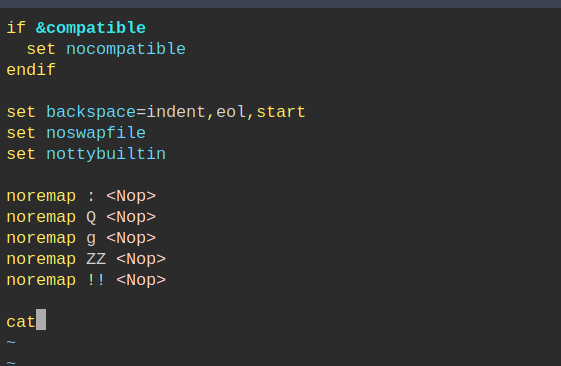 if &compatible
  set nocompatible
endif

set backspace=indent,eol,start
set noswapfile
set nottybuiltin

noremap : <Nop>
noremap Q <Nop>
noremap g <Nop>
noremap ZZ <Nop>
noremap !! <Nop>

cat
~
~